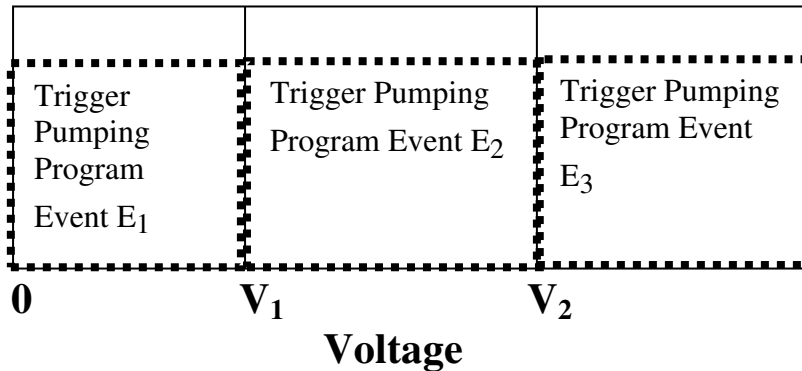 Trigger
Pumping
Program
Event E₁
Trigger Pumping
Program Event E₂
Trigger Pumping
Program Event
E₃
0
V₁
V₂
Voltage